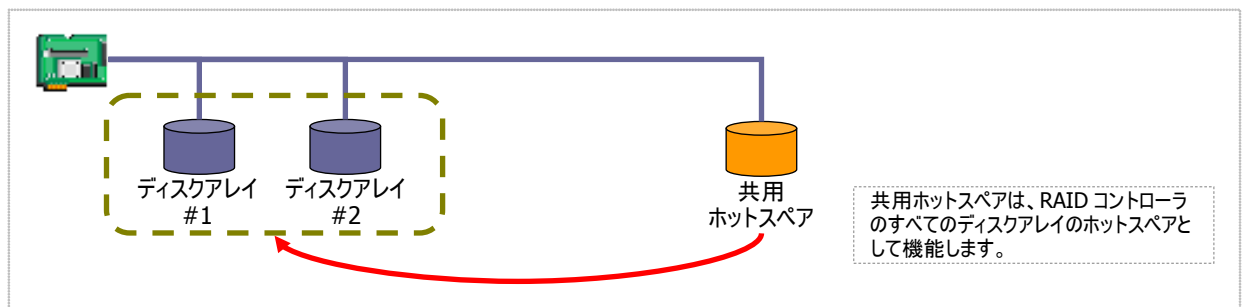 ディスクアレイ
#1
ディスクアレイ
#2
共用
ホットスペア
共用ホットスペアは、RAID コントローラ
のすべてのディスクアレイのホットスペアと
して機能します。